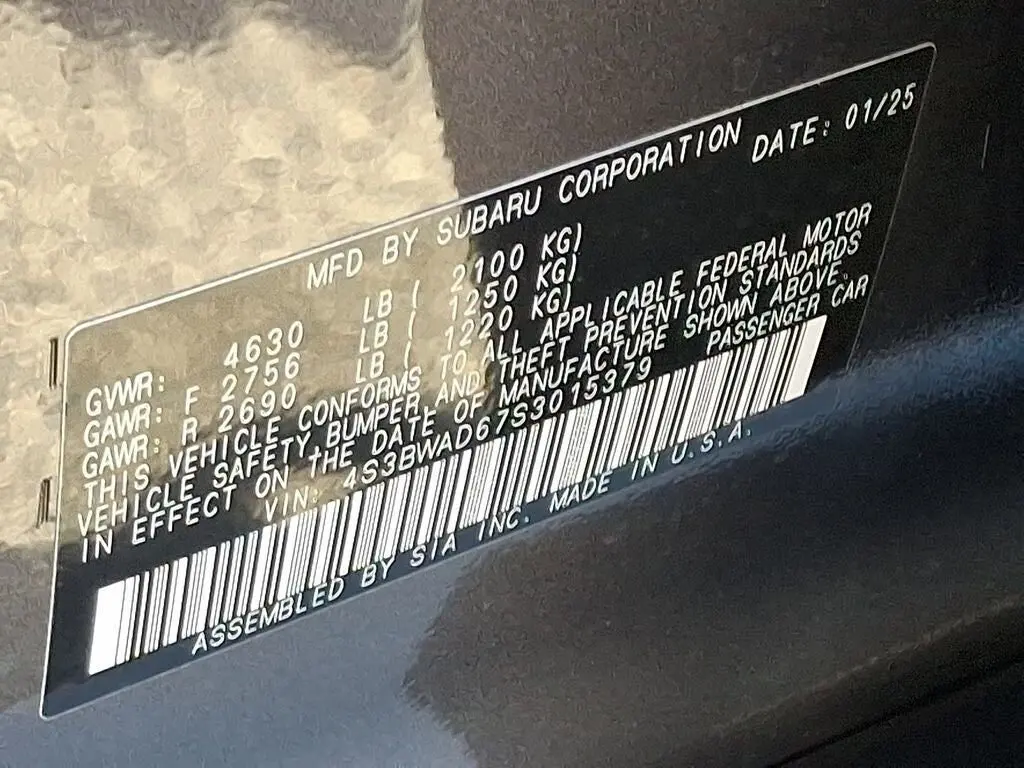 MFD BY SUBARU CORPORATION DATE: 01/25
GVWR: 4630 LB ( 2100 KG)
GAWR: F 2756 LB ( 1250 KG)
GAWR: R 2690 LB ( 1220 KG)
THIS VEHICLE CONFORMS TO ALL APPLICABLE FEDERAL MOTOR
VEHICLE SAFETY, BUMPER AND THEFT PREVENTION STANDARDS
IN EFFECT ON THE DATE OF MANUFACTURE SHOWN ABOVE.
VIN: 4S3BWAD67S3015379 PASSENGER CAR
ASSEMBLED BY SIA INC. MADE IN U.S.A.